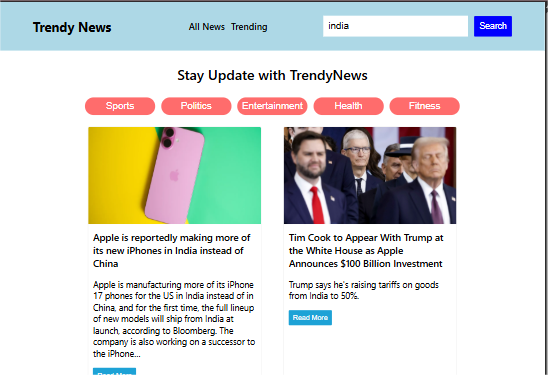 Trendy News
All News Trending
india
Search
Stay Update with TrendyNews
Sports
Politics
Entertainment
Health
Fitness
Apple is reportedly making more of
its new iPhones in India instead of
China
Apple is manufacturing more of its iPhone
17 phones for the US in India instead of in
China, and for the first time, the full lineup
of new models will ship from India at
launch, according to Bloomberg. The
company is also working on a successor to
the iPhone...
Read More
Tim Cook to Appear With Trump at
the White House as Apple
Announces $100 Billion Investment
Trump says he's raising tariffs on goods
from India to 50%.
Read More